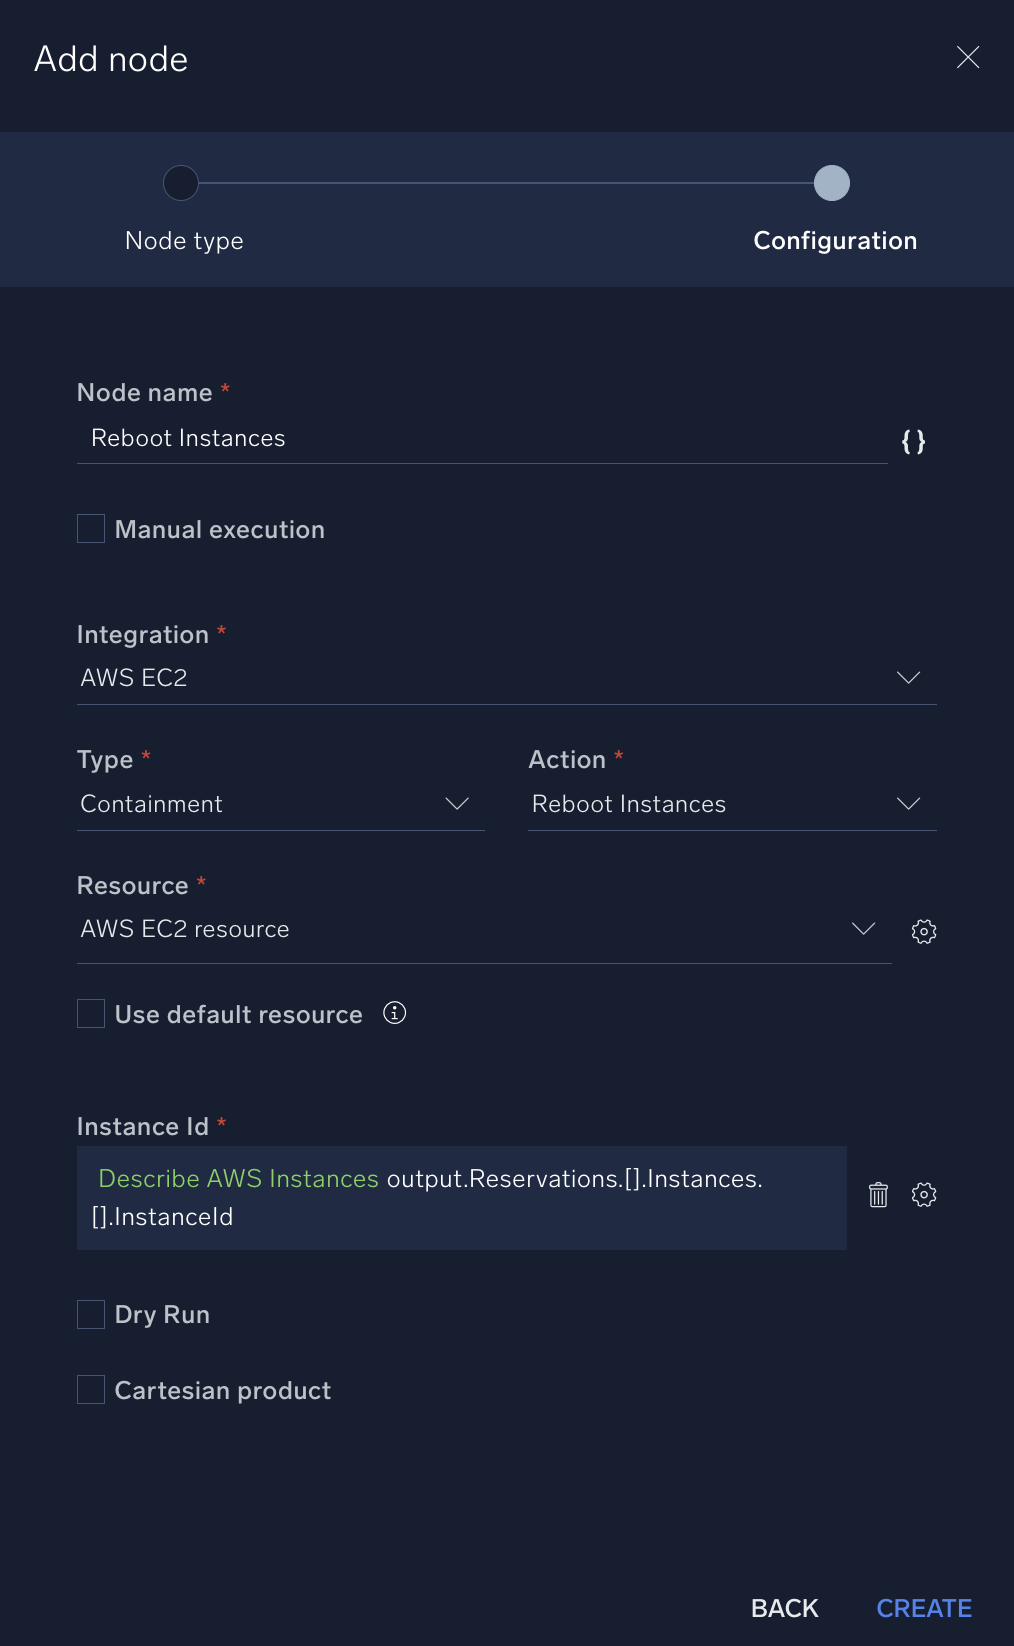 Add node
Node type
Configuration
Node name *
Reboot Instances
{}
Manual execution
Integration *
AWS EC2
Type *
Action *
Containment
Reboot Instances
Resource *
AWS EC2 resource
Use default resource
Instance Id *
Describe AWS Instances output.Reservations.[].Instances.
[].InstanceId
Dry Run
Cartesian product
BACK
CREATE